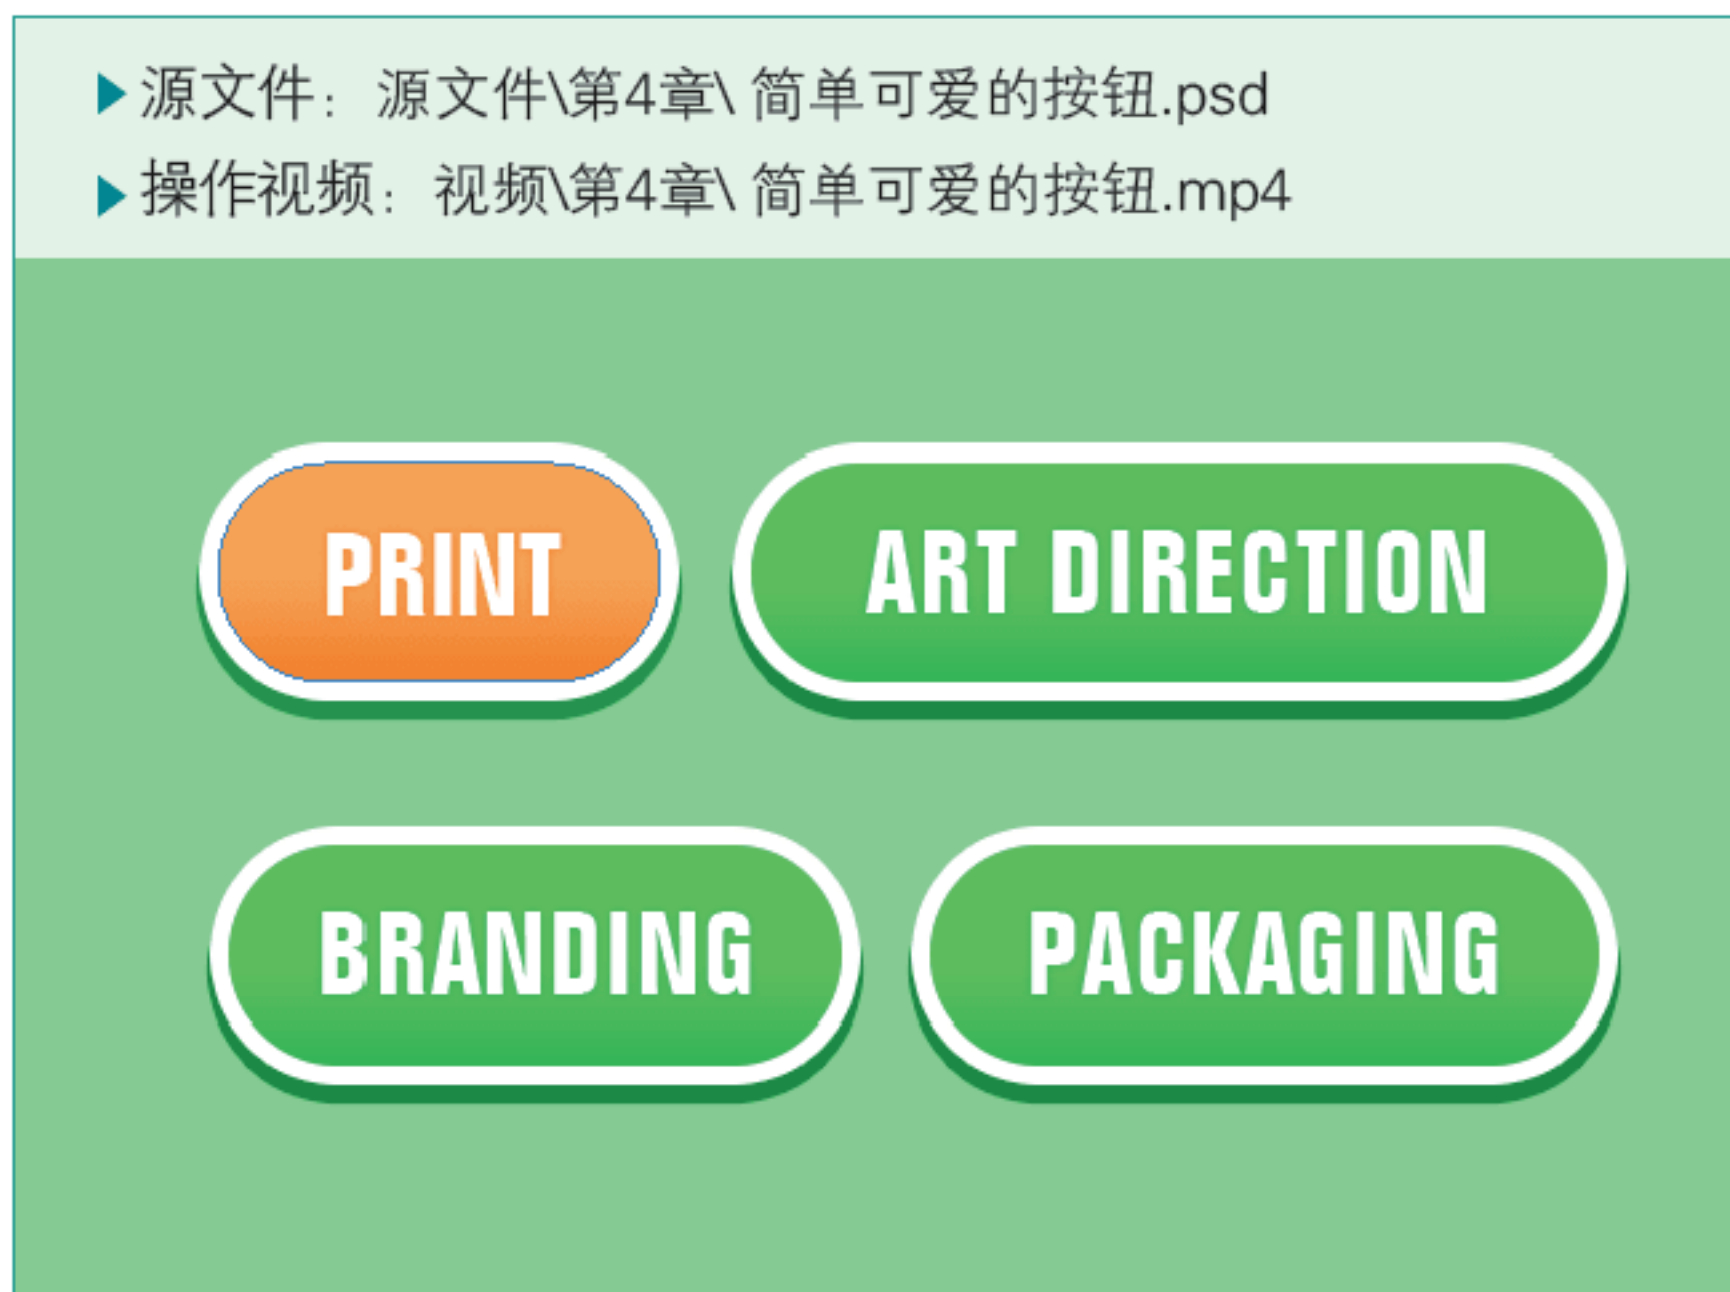 源文件：源文件\第4章\ 简单可爱的按钮.psd
操作视频：视频\第4章\ 简单可爱的按钮.mp4
PRINT
ART DIRECTION
BRANDING
PACKAGING